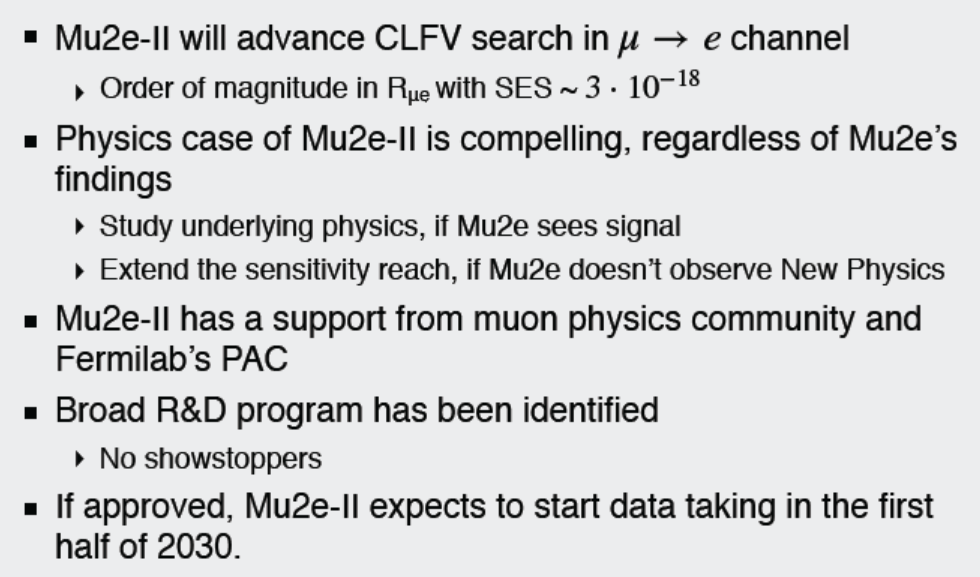 ▪ Mu2e-II will advance CLFV search in μ → e channel
▸ Order of magnitude in Rμe with SES ~ 3 · 10⁻¹⁸
▪ Physics case of Mu2e-II is compelling, regardless of Mu2e's
findings
▸ Study underlying physics, if Mu2e sees signal
▸ Extend the sensitivity reach, if Mu2e doesn't observe New Physics
▪ Mu2e-II has a support from muon physics community and
Fermilab's PAC
▪ Broad R&D program has been identified
▸ No showstoppers
▪ If approved, Mu2e-II expects to start data taking in the first
half of 2030.